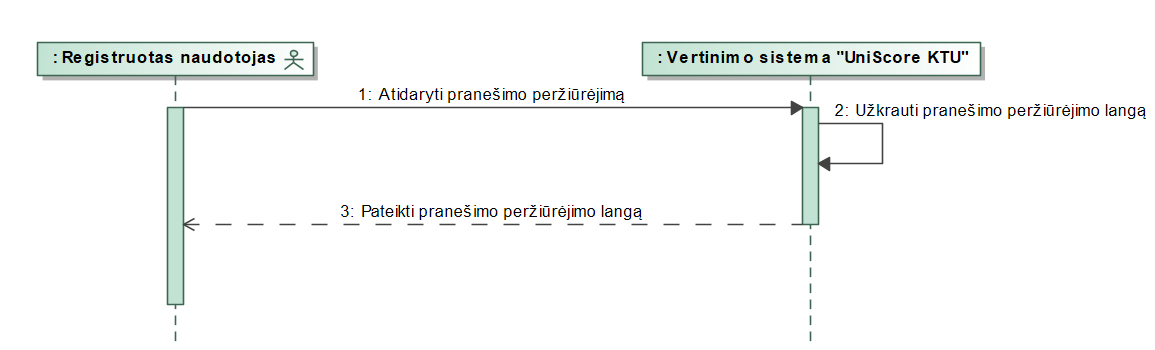 : Registruotas naudotojas
: Vertinimo sistema "UniScore KTU"
1: Atidaryti pranešimo peržiūrėjimą
2: Užkrauti pranešimo peržiūrėjimo langą
3: Pateikti pranešimo peržiūrėjimo langą